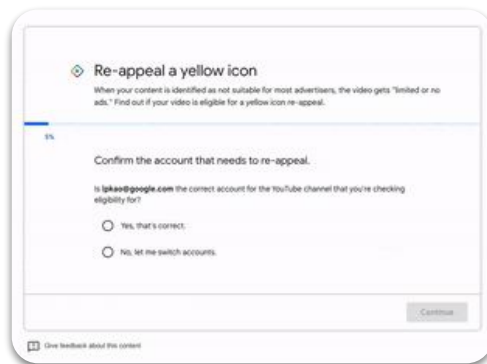 Re-appeal a yellow icon
When your content is identified as not suitable for most advertisers, the video gets "limited or no
ads." Find out if your video is eligible for a yellow icon re-appeal.
5%
Confirm the account that needs to re-appeal.
Is lpkao@google.com the correct account for the YouTube channel that you're checking
eligibility for?
Yes, that's correct.
No, let me switch accounts.
Continue
Give feedback about this content